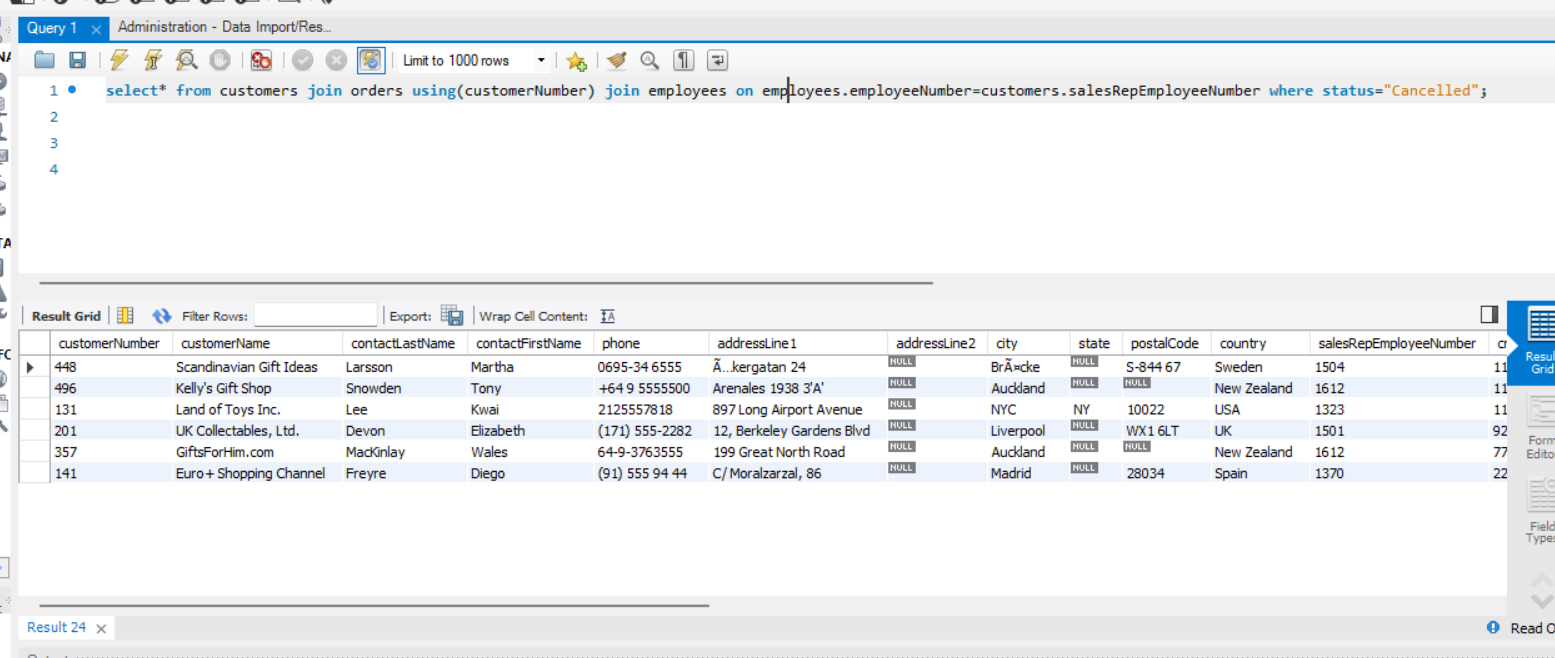 Query 1 Administration - Data Import/Res...
Limit to 1000 rows
1 select* from customers join orders using(customerNumber) join employees on employees.employeeNumber=customers.salesRepEmployeeNumber where status="Cancelled";
2
3
4
Result Grid Filter Rows: Export: Wrap Cell Content:
customerNumber customerName contactLastName contactFirstName phone addressLine1 addressLine2 city state postalCode country salesRepEmployeeNumber
448 Scandinavian Gift Ideas Larsson Martha 0695-34 6555 Ã…kergatan 24 NULL BrÃ¤cke NULL S-844 67 Sweden 1504 11
496 Kelly's Gift Shop Snowden Tony +64 9 5555500 Arenales 1938 3'A' NULL Auckland NULL NULL New Zealand 1612 11
131 Land of Toys Inc. Lee Kwai 2125557818 897 Long Airport Avenue NULL NYC NY 10022 USA 1323 11
201 UK Collectables, Ltd. Devon Elizabeth (171) 555-2282 12, Berkeley Gardens Blvd NULL Liverpool NULL WX1 6LT UK 1501 92
357 GiftsForHim.com MacKinlay Wales 64-9-3763555 199 Great North Road NULL Auckland NULL NULL New Zealand 1612 77
141 Euro+ Shopping Channel Freyre Diego (91) 555 94 44 C/ Moralzarzal, 86 NULL Madrid NULL 28034 Spain 1370 22
Resul
Grid
Form
Edito
Field
Types
Result 24 Read O